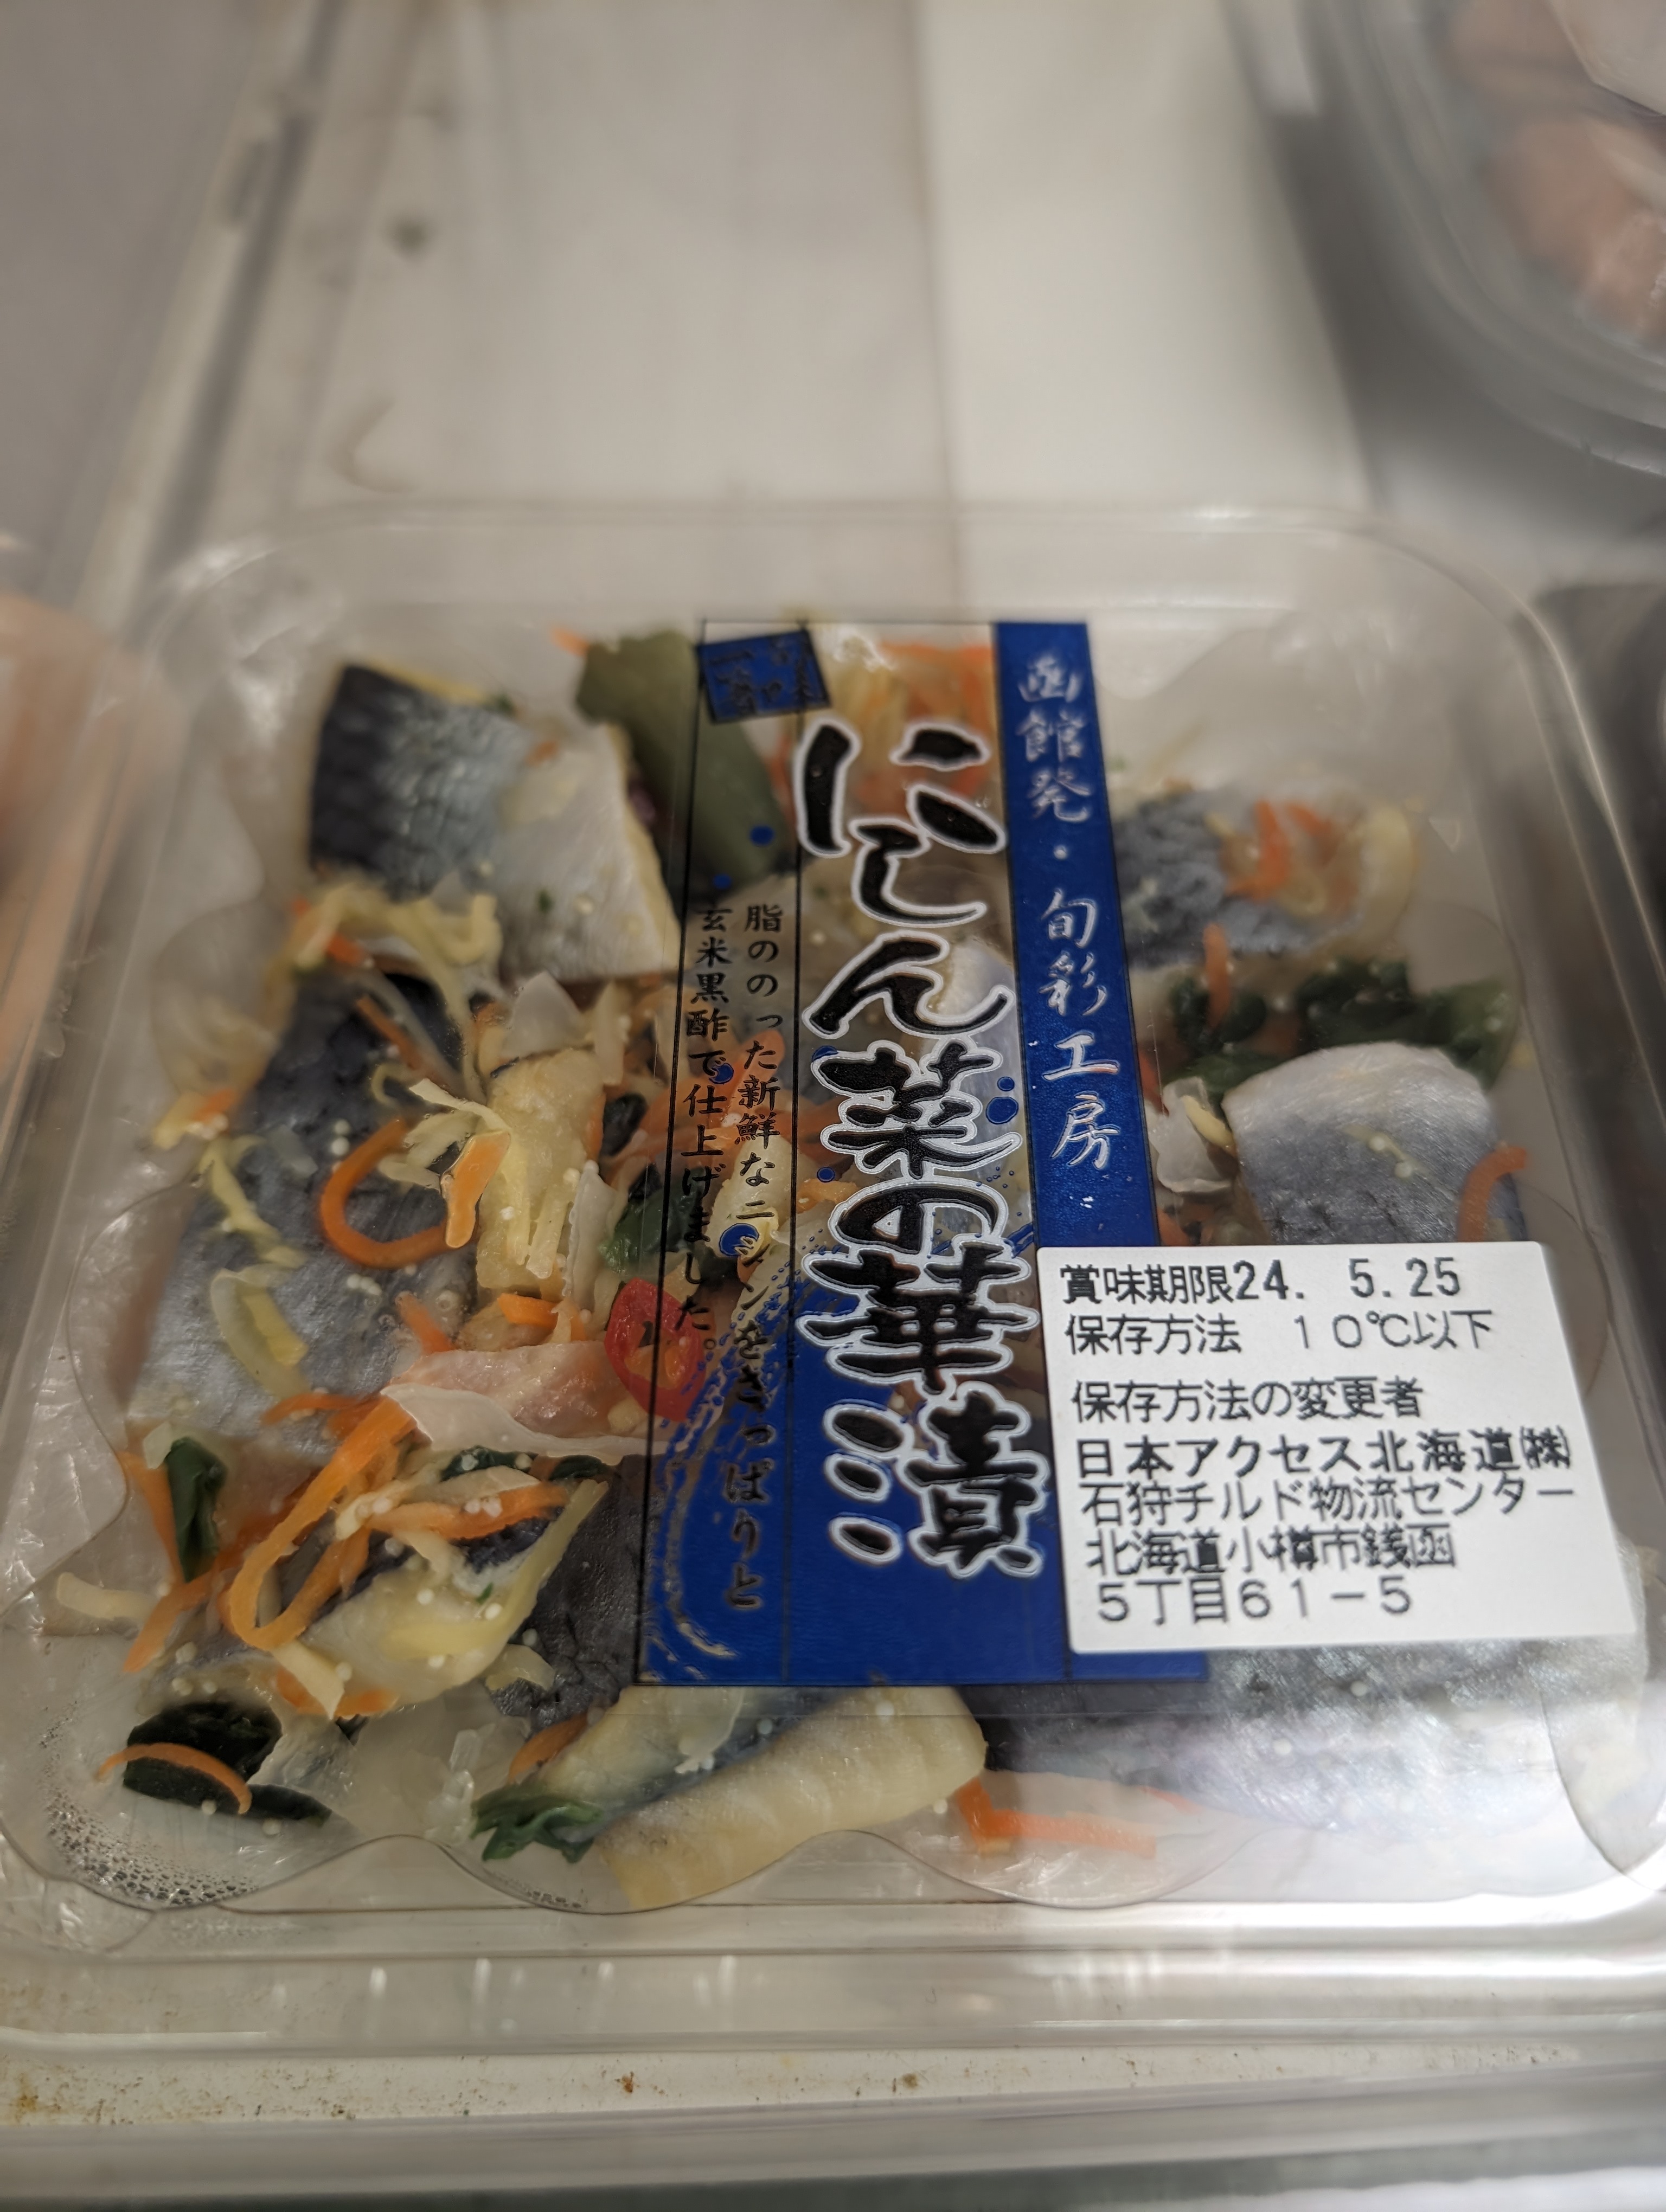 函館発・旬彩工房
にしん菜の華漬
脂ののった新鮮なニシンをさっぱりと
玄米黒酢で仕上げました。
賞味期限24. 5.25
保存方法 10℃以下
保存方法の変更者
日本アクセス北海道㈱
石狩チルド物流センター
北海道小樽市銭函
5丁目61-5